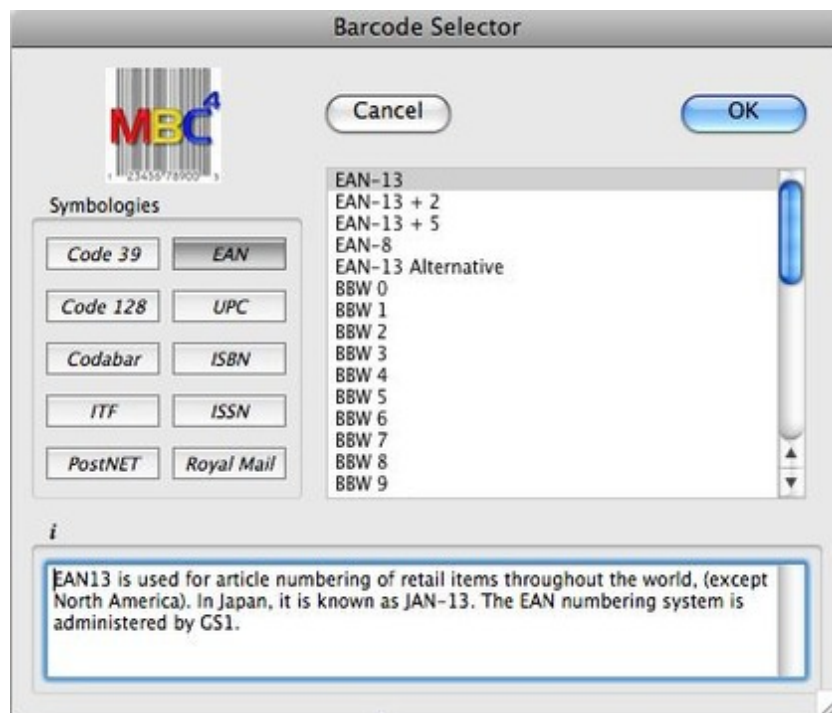 Barcode Selector
MBC4
1 23456 78900 3
Cancel
OK
Symbologies
Code 39
EAN
Code 128
UPC
Codabar
ISBN
ITF
ISSN
PostNET
Royal Mail
EAN-13
EAN-13 + 2
EAN-13 + 5
EAN-8
EAN-13 Alternative
BBW 0
BBW 1
BBW 2
BBW 3
BBW 4
BBW 5
BBW 6
BBW 7
BBW 8
BBW 9
i
EAN13 is used for article numbering of retail items throughout the world, (except
North America). In Japan, it is known as JAN-13. The EAN numbering system is
administered by GS1.